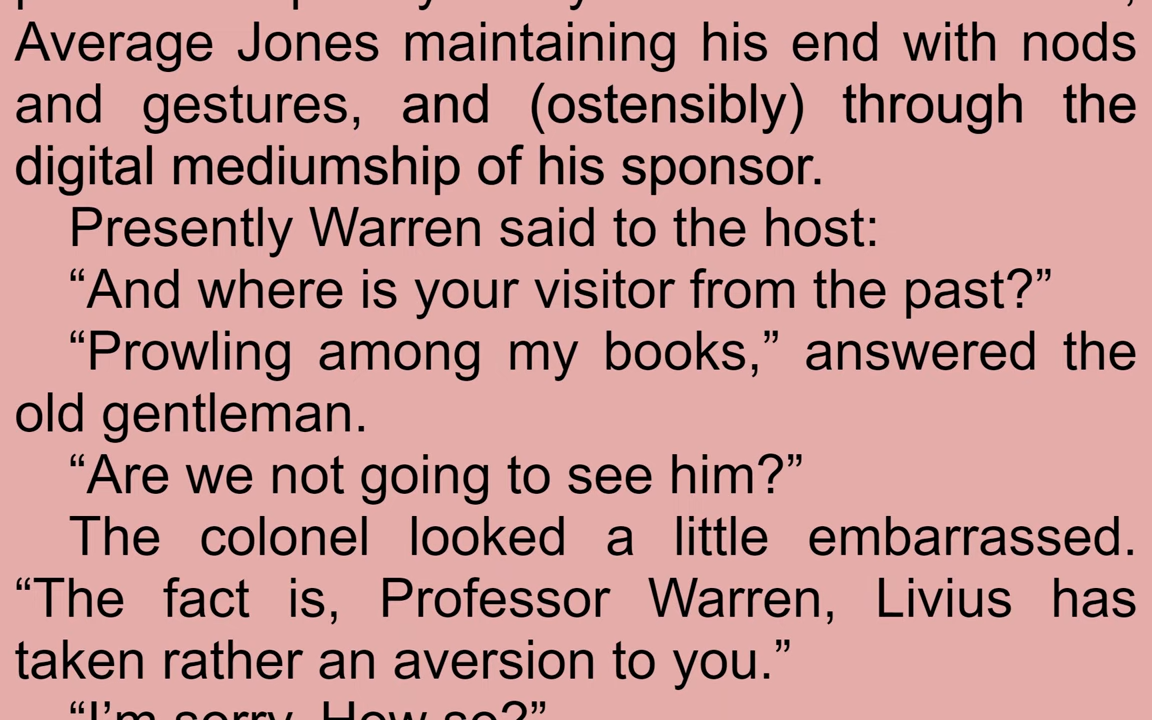 Average Jones maintaining his end with nods
and gestures, and (ostensibly) through the
digital mediumship of his sponsor.
Presently Warren said to the host:
“And where is your visitor from the past?”
“Prowling among my books,” answered the
old gentleman.
“Are we not going to see him?”
The colonel looked a little embarrassed.
“The fact is, Professor Warren, Livius has
taken rather an aversion to you.”
“I’m sorry. How so?”